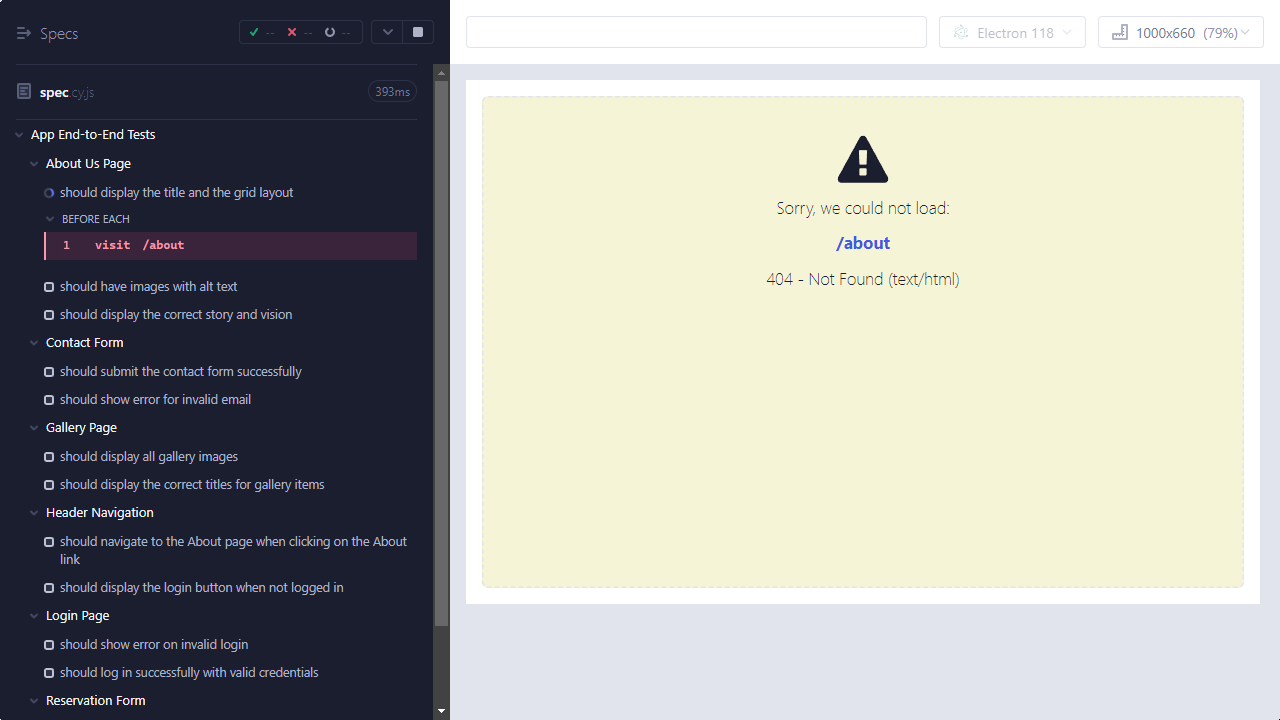 Specs
--
--
--
Electron 118
1000x660 (79%)
spec.cy.js
393ms
App End-to-End Tests
About Us Page
should display the title and the grid layout
BEFORE EACH
1 visit /about
should have images with alt text
should display the correct story and vision
Contact Form
should submit the contact form successfully
should show error for invalid email
Gallery Page
should display all gallery images
should display the correct titles for gallery items
Header Navigation
should navigate to the About page when clicking on the About
link
should display the login button when not logged in
Login Page
should show error on invalid login
should log in successfully with valid credentials
Reservation Form
Sorry, we could not load:
/about
404 - Not Found (text/html)